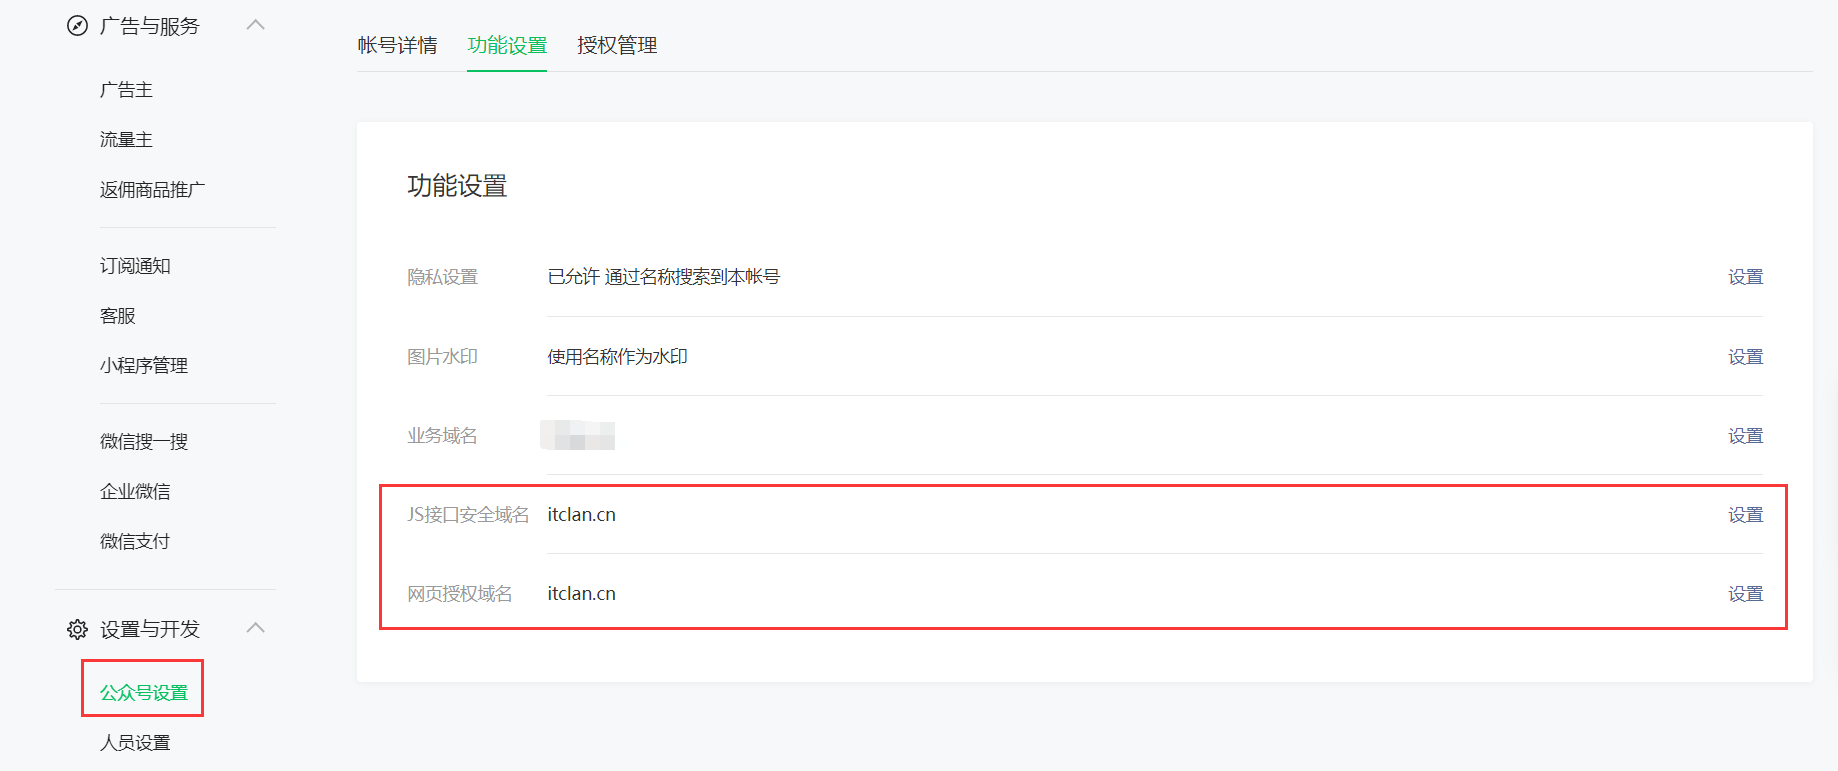 广告与服务
广告主
流量主
返佣商品推广
订阅通知
客服
小程序管理
微信搜一搜
企业微信
微信支付
设置与开发
公众号设置
人员设置
帐号详情 功能设置 授权管理
功能设置
隐私设置 已允许 通过名称搜索到本帐号 设置
图片水印 使用名称作为水印 设置
业务域名 设置
JS接口安全域名 itclan.cn 设置
网页授权域名 itclan.cn 设置